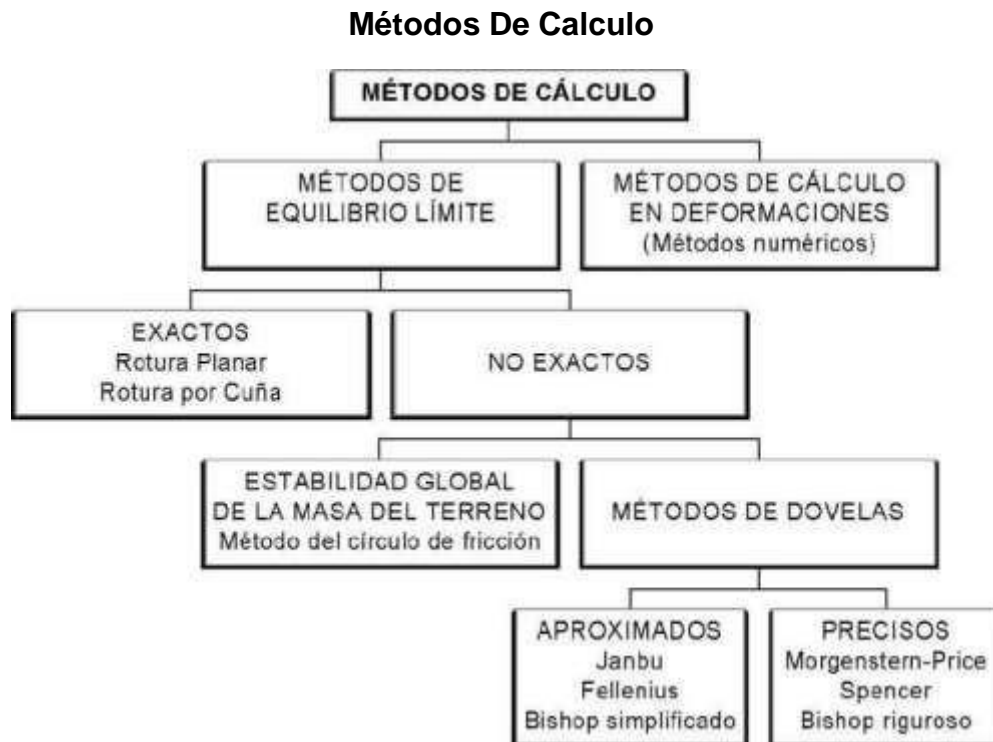 Métodos De Calculo
MÉTODOS DE CÁLCULO
MÉTODOS DE
EQUILIBRIO LÍMITE
MÉTODOS DE CÁLCULO
EN DEFORMACIONES
(Métodos numéricos)
EXACTOS
Rotura Planar
Rotura por Cuña
NO EXACTOS
ESTABILIDAD GLOBAL
DE LA MASA DEL TERRENO
Método del círculo de fricción
MÉTODOS DE DOVELAS
APROXIMADOS
Janbu
Fellenius
Bishop simplificado
PRECISOS
Morgenstern-Price
Spencer
Bishop riguroso